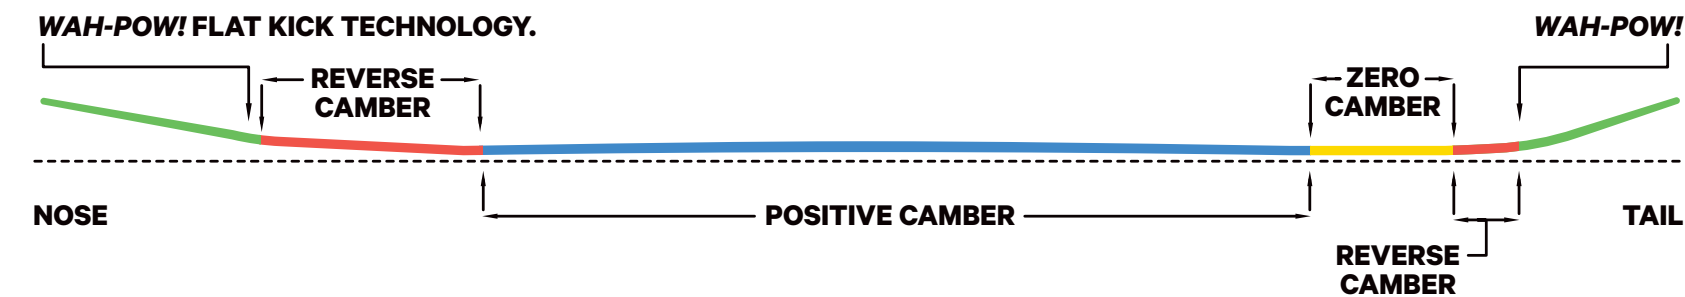 WAH-POW! FLAT KICK TECHNOLOGY.
WAH-POW!
REVERSE
CAMBER
ZERO
CAMBER
NOSE
POSITIVE CAMBER
TAIL
REVERSE
CAMBER